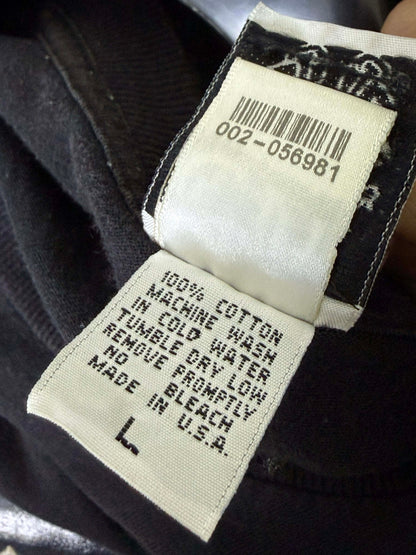 002-056981
100% COTTON
MACHINE WASH
IN COLD WATER
TUMBLE DRY LOW
REMOVE PROMPTLY
NO BLEACH
MADE IN U.S.A.
L